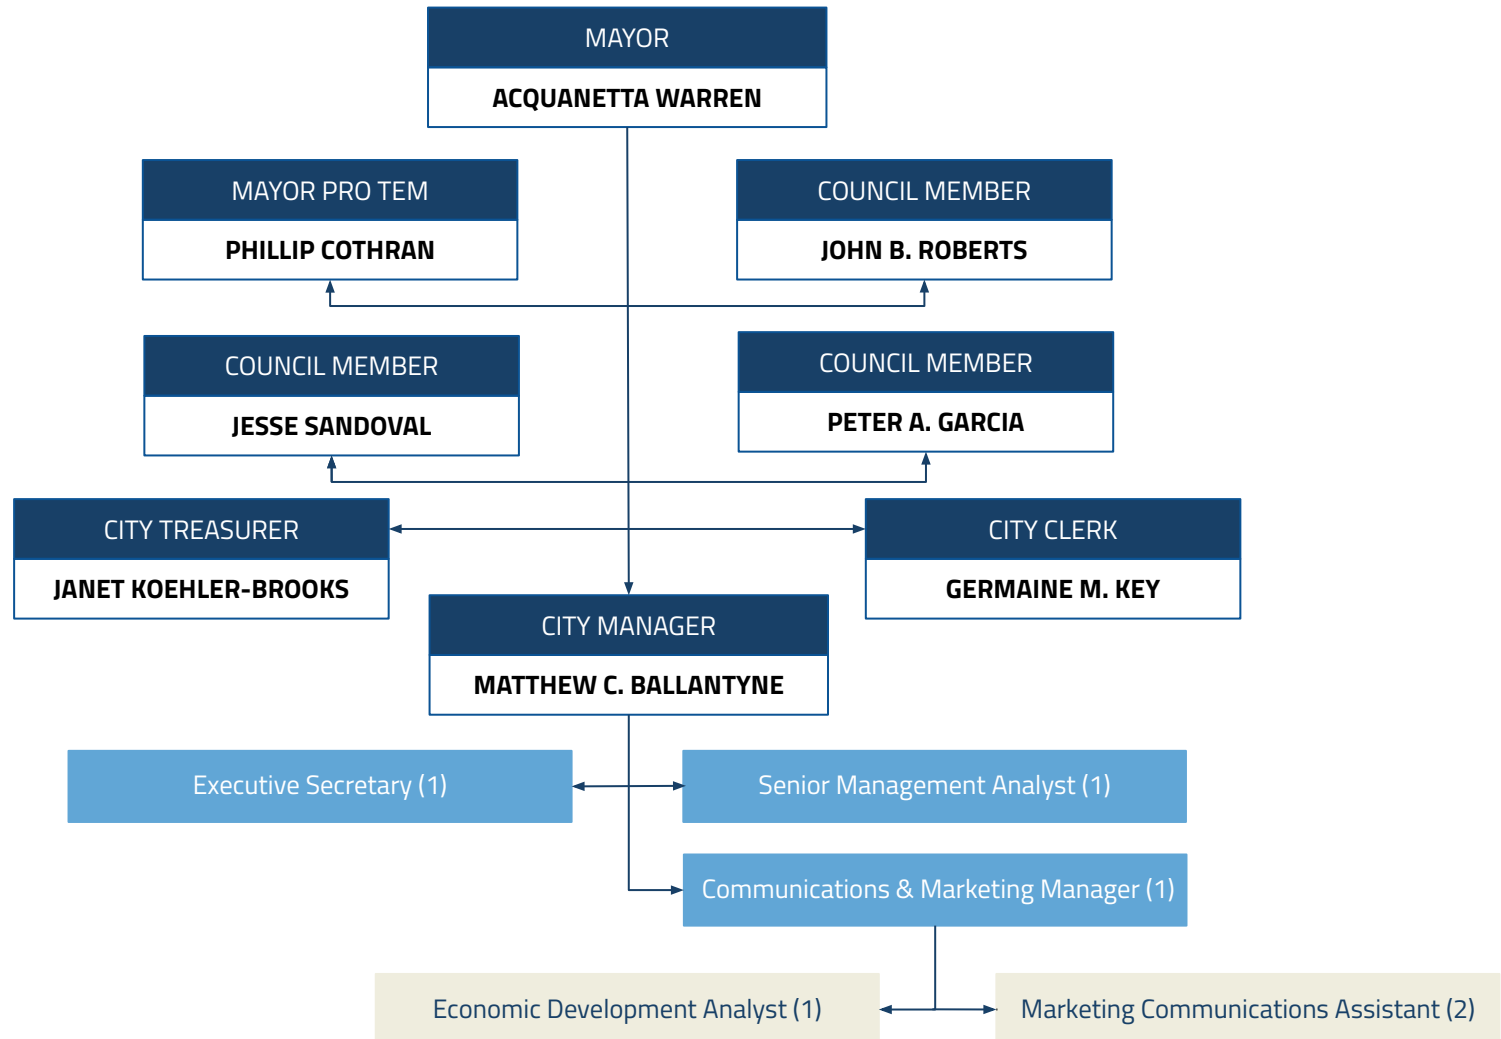 MAYOR
ACQUANETTA WARREN
MAYOR PRO TEM
PHILLIP COTHRAN
COUNCIL MEMBER
JOHN B. ROBERTS
COUNCIL MEMBER
JESSE SANDOVAL
COUNCIL MEMBER
PETER A. GARCIA
CITY TREASURER
JANET KOEHLER-BROOKS
CITY CLERK
GERMAINE M. KEY
CITY MANAGER
MATTHEW C. BALLANTYNE
Executive Secretary (1)
Senior Management Analyst (1)
Communications & Marketing Manager (1)
Economic Development Analyst (1)
Marketing Communications Assistant (2)